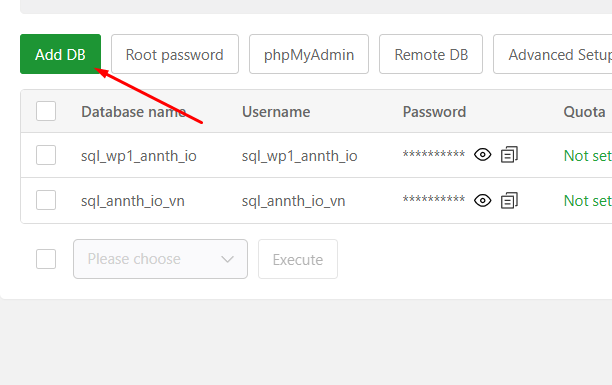 Add DB Root password phpMyAdmin Remote DB Advanced Setup
Database name Username Password Quota
sql_wp1_annth_io sql_wp1_annth_io ********** Not set
sql_annth_io_vn sql_annth_io_vn ********** Not set
Please choose Execute